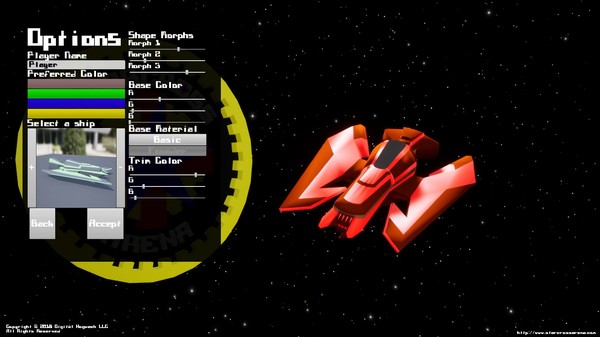 Options
Player Name
Player
Preferred Color
Select a ship
Back
Accept
Shape Morphs
Morph 1
Morph 2
Morph 3
Base Color
R
G
B
Base Material
Basic
Trim Color
R
G
B
ARENA
Copyright © 2016 Digital Hogwash LLC
All Rights Reserved
http://www.starcrossarena.com